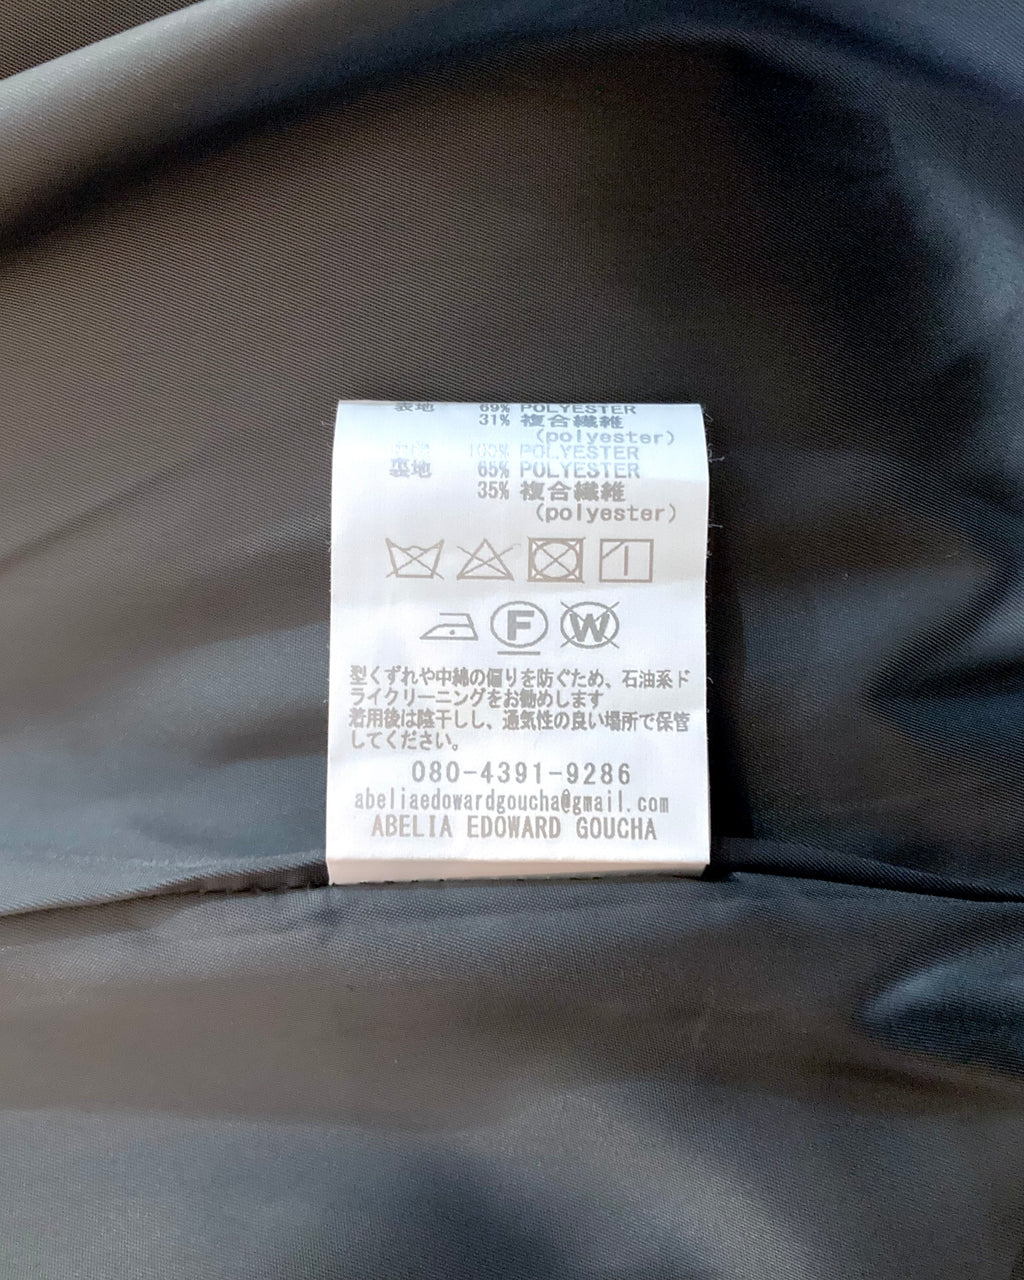 表地 69% POLYESTER
31% 複合繊維
(polyester)
100% POLYESTER
裏地 65% POLYESTER
35% 複合繊維
(polyester)
F W
型くずれや中綿の偏りを防ぐため、石油系ド
ライクリーニングをお勧めします
着用後は陰干しし、通気性の良い場所で保管
してください。
080-4391-9286
abeliaedowardgoucha@gmail.com
ABELIA EDOWARD GOUCHA